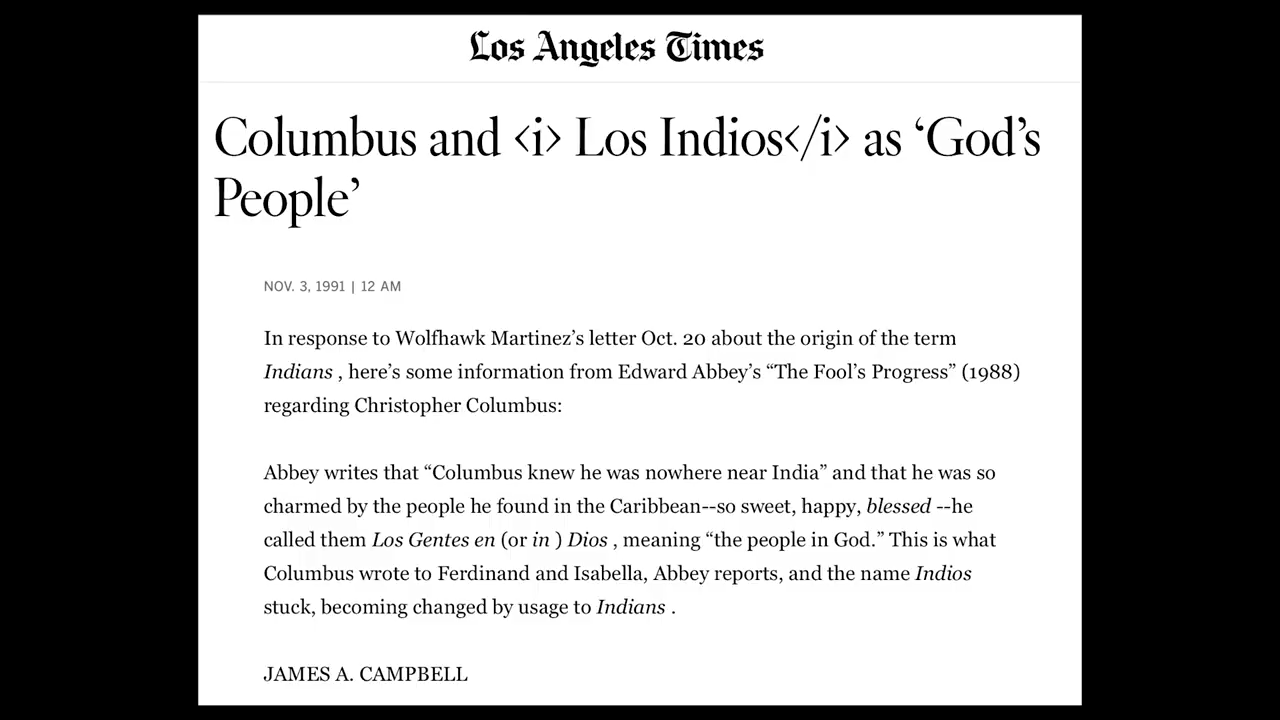 Los Angeles Times
Columbus and <i> Los Indios</i> as ‘God’s
People’
NOV. 3, 1991 | 12 AM
In response to Wolfhawk Martinez’s letter Oct. 20 about the origin of the term
Indians , here’s some information from Edward Abbey’s “The Fool’s Progress” (1988)
regarding Christopher Columbus:
Abbey writes that “Columbus knew he was nowhere near India” and that he was so
charmed by the people he found in the Caribbean--so sweet, happy, blessed --he
called them Los Gentes en (or in ) Dios , meaning “the people in God.” This is what
Columbus wrote to Ferdinand and Isabella, Abbey reports, and the name Indios
stuck, becoming changed by usage to Indians .
JAMES A. CAMPBELL